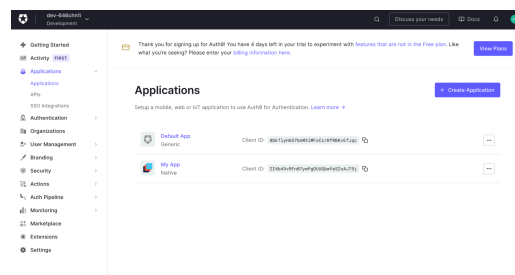 dev-646chnli
Development
Discuss your needs
Docs
Getting Started
Activity FIRST
Applications
Applications
APIs
SSO Integrations
Authentication
Organizations
User Management
Branding
Security
Actions
Auth Pipeline
Monitoring
Marketplace
Extensions
Settings
Thank you for signing up for Auth0! You have 4 days left in your trial to experiment with features that are not in the Free plan. Like
what you're seeing? Please enter your billing information here.
View Plans
Applications
+ Create Application
Setup a mobile, web or IoT application to use Auth0 for Authentication. Learn more →
Default App
Generic
Client ID:
My App
Native
Client ID: